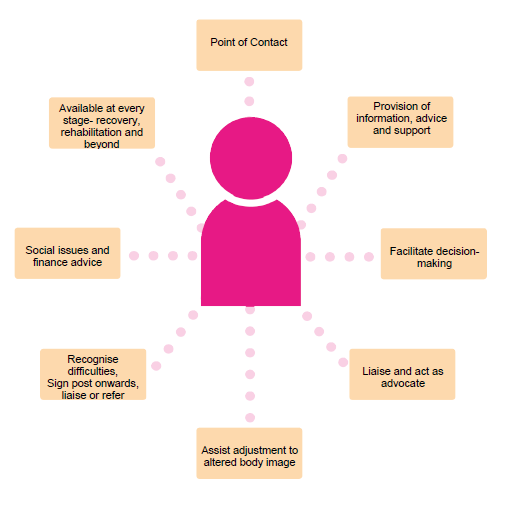 Point of Contact
Provision of
information, advice
and support
Facilitate decision-
making
Liaise and act as
advocate
Assist adjustment to
altered body image
Recognise
difficulties,
Sign post onwards,
liaise or refer
Social issues and
finance advice
Available at every
stage- recovery,
rehabilitation and
beyond